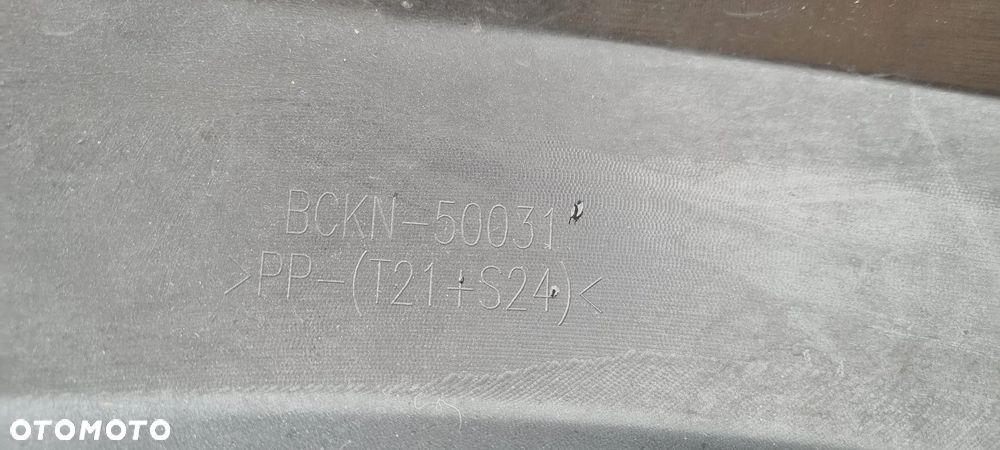 BCKN-50031
>PP-(T21+S24)<
OTOMOTO